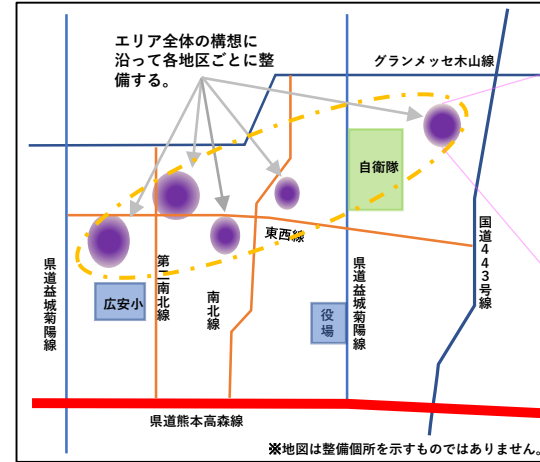 エリア全体の構想に
沿って各地区ごとに整
備する。
グランメッセ木山線
自衛隊
東西線
国道443号線
県道益城菊陽線
広安小
第二南北線
南北線
役場
県道益城菊陽線
県道熊本高森線
※地図は整備個所を示すものではありません。